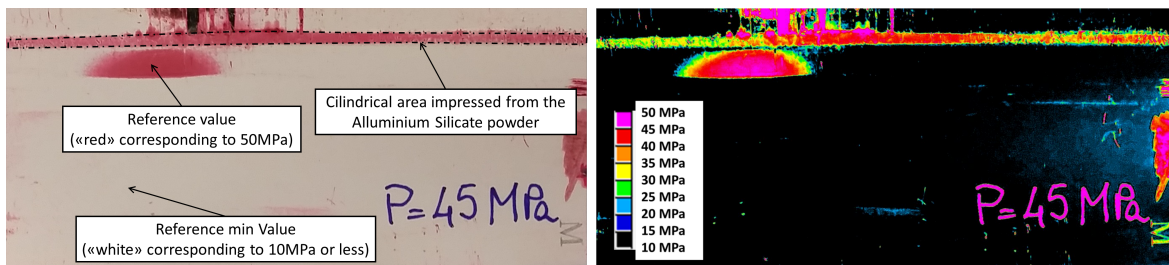 Reference value
(«red» corresponding to 50MPa)
Cilindrical area impressed from the
Alluminium Silicate powder
Reference min Value
(«white» corresponding to 10MPa or less)
P=45 MPa
M
50 MPa
45 MPa
40 MPa
35 MPa
30 MPa
25 MPa
20 MPa
15 MPa
10 MPa
P=45 MPa
M